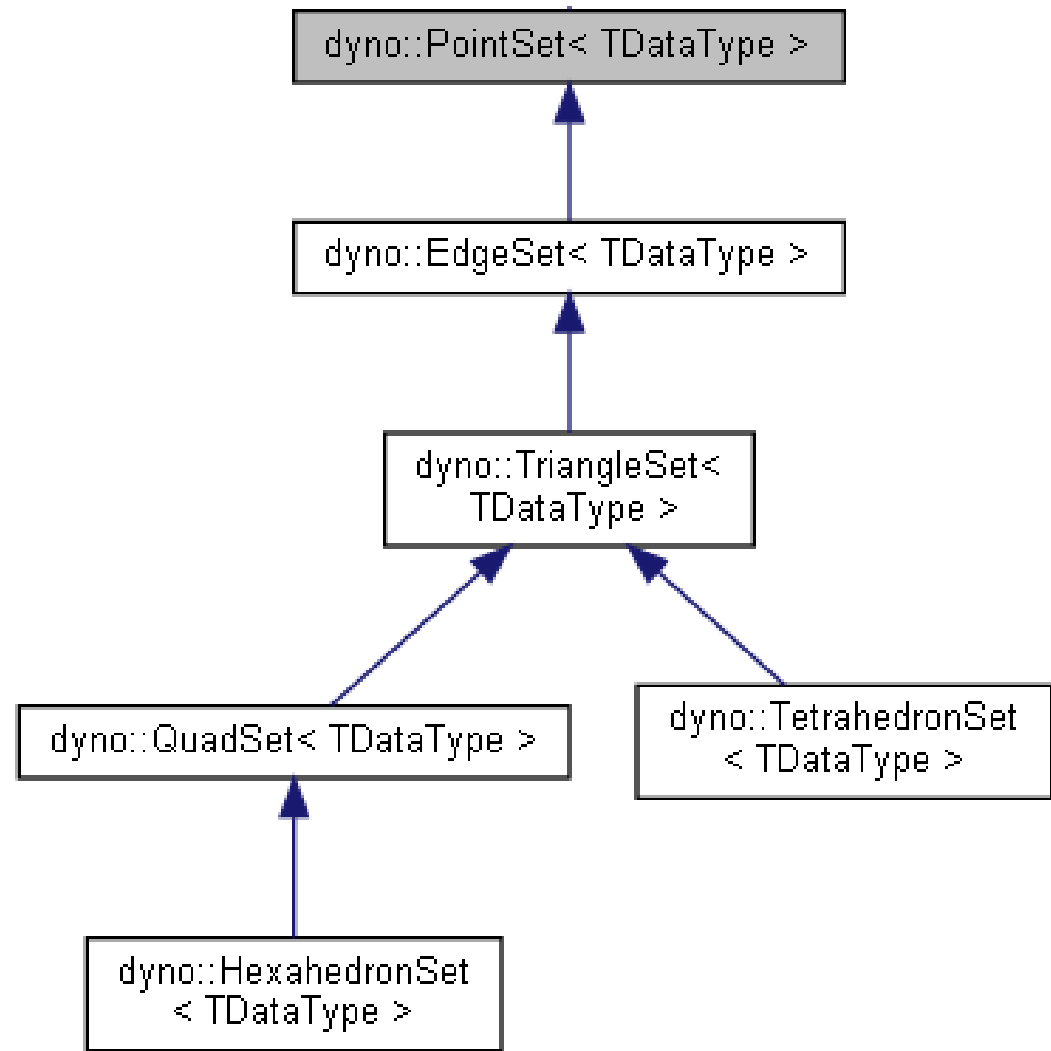 dyno::PointSet< TDataType >
dyno::EdgeSet< TDataType >
dyno::TriangleSet<
TDataType >
dyno::QuadSet< TDataType >
dyno::TetrahedronSet
< TDataType >
dyno::HexahedronSet
< TDataType >